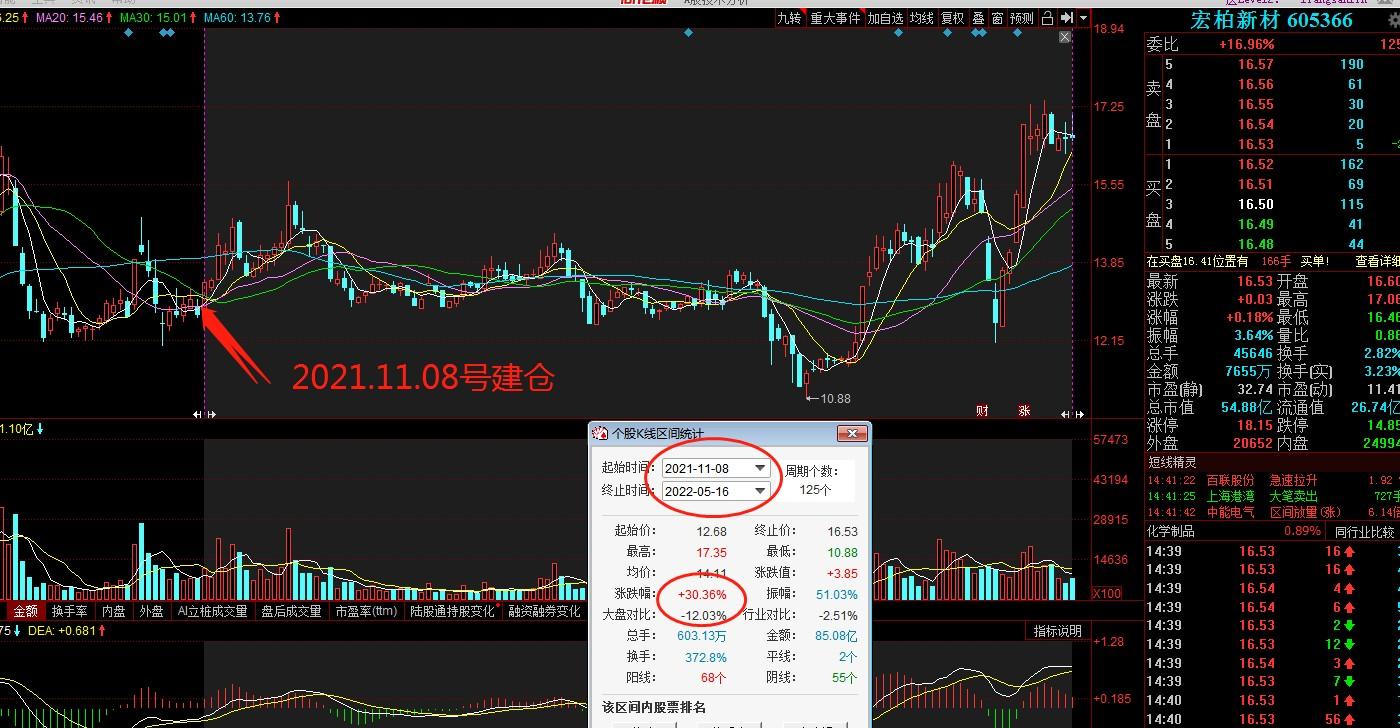 6.25 MA20: 15.46 MA30: 15.01 MA60: 13.76
九转 重大事件 加自选 均线 复权 叠 窗 预测
宏柏新材 605366
18.94
17.25
15.55
13.85
12.15
2021.11.08号建仓
10.88
财 涨
委比 +16.96%
卖盘
5 16.57 190
4 16.56 61
3 16.55 30
2 16.54 20
1 16.53 5
买盘
1 16.52 162
2 16.51 69
3 16.50 115
4 16.49 41
5 16.48 44
在买盘16.41位置有 166手 买单! 查看详细
最新 16.53 开盘 16.60
涨跌 +0.03 最高 17.06
涨幅 +0.18% 最低 16.46
振幅 3.64% 量比 0.86
总手 45646 换手 2.82%
金额 7655万 换手(实) 3.23%
市盈(静) 32.74 市盈(动) 11.41
总市值 54.88亿 流通值 26.74亿
涨停 18.15 跌停 14.85
外盘 20652 内盘 24994
短线精灵
14:41:22 百联股份 急速拉升 1.92
14:41:25 上海港湾 大笔卖出 727手
14:41:42 中能电气 区间放量(涨) 6.14倍
化学制品 0.89% 同行业比较
14:39 16.53 16
14:39 16.53 16
14:39 16.54 4
14:39 16.54 6
14:39 16.53 2
14:39 16.53 12
14:39 16.54 3
14:39 16.53 7
14:40 16.53 1
14:40 16.53 56
1.10亿
57473
43194
28915
14636
X100
金额 换手率 内盘 外盘 AI立桩成交量 盘后成交量 市盈率(ttm) 陆股通持股变化 融资融券变化
75 DEA: +0.681
指标说明
+1.28
+0.185
个股K线区间统计
起始时间: 2021-11-08 周期个数:
终止时间: 2022-05-16 125个
起始价: 12.68 终止价: 16.53
最高: 17.35 最低: 10.88
均价: 14.11 涨跌值: +3.85
涨跌幅: +30.36% 振幅: 51.03%
大盘对比: -12.03% 行业对比: -2.51%
总手: 603.13万 金额: 85.08亿
换手: 372.8% 平线: 2个
阳线: 68个 阴线: 55个
该区间内股票排名